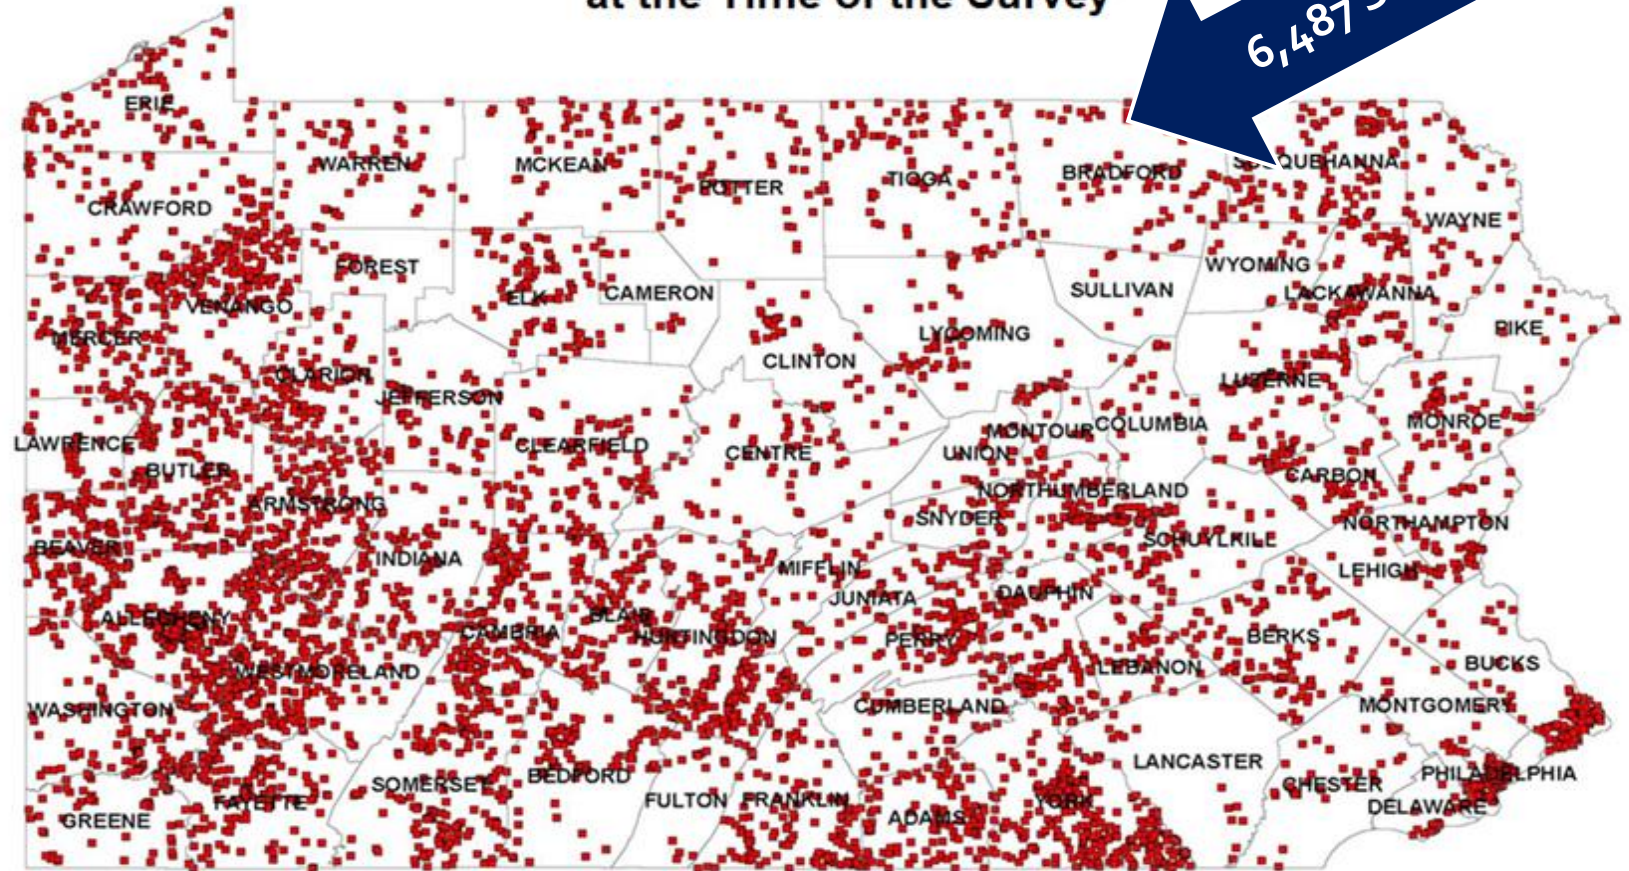 at the Time of the Survey
6,487
ERIE
WARREN
MCKEAN
POTTER
TIOGA
BRADFORD
SUSQUEHANNA
CRAWFORD
WAYNE
FOREST
ELK
CAMERON
SULLIVAN
WYOMING
LACKAWANNA
VENANGO
MERCER
LYCOMING
PIKE
CLINTON
CLARION
JEFFERSON
LUZERNE
LAWRENCE
BUTLER
CLEARFIELD
CENTRE
UNION
MONTOUR
COLUMBIA
MONROE
CARBON
ARMSTRONG
NORTHUMBERLAND
SNYDER
NORTHAMPTON
BEAVER
INDIANA
MIFFLIN
SCHUYLKILL
LEHIGH
JUNIATA
DAUPHIN
ALLEGHENY
CAMBRIA
BLAIR
HUNTINGDON
PERRY
BERKS
WESTMORELAND
LEBANON
BUCKS
WASHINGTON
CUMBERLAND
MONTGOMERY
SOMERSET
BEDFORD
LANCASTER
CHESTER
PHILADELPHIA
GREENE
FAYETTE
FULTON
FRANKLIN
ADAMS
YORK
DELAWARE